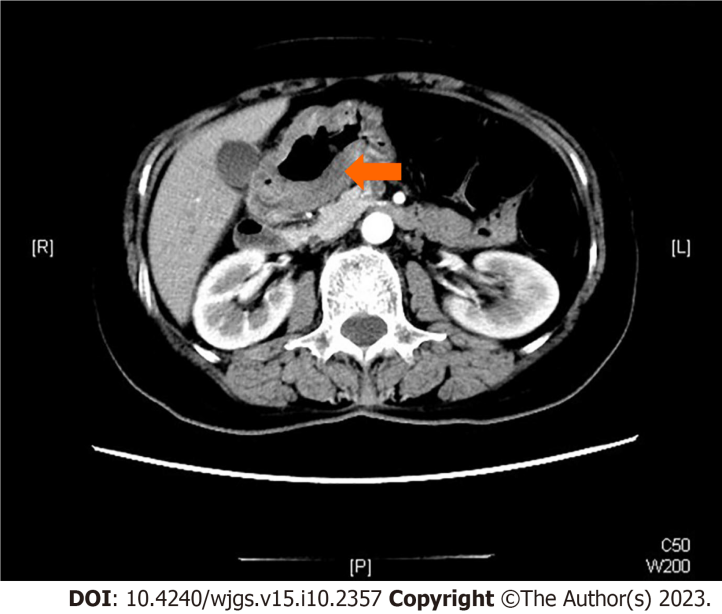 [R]
[L]
C50
W200
[P]
DOI: 10.4240/wjgs.v15.i10.2357 Copyright ©The Author(s) 2023.